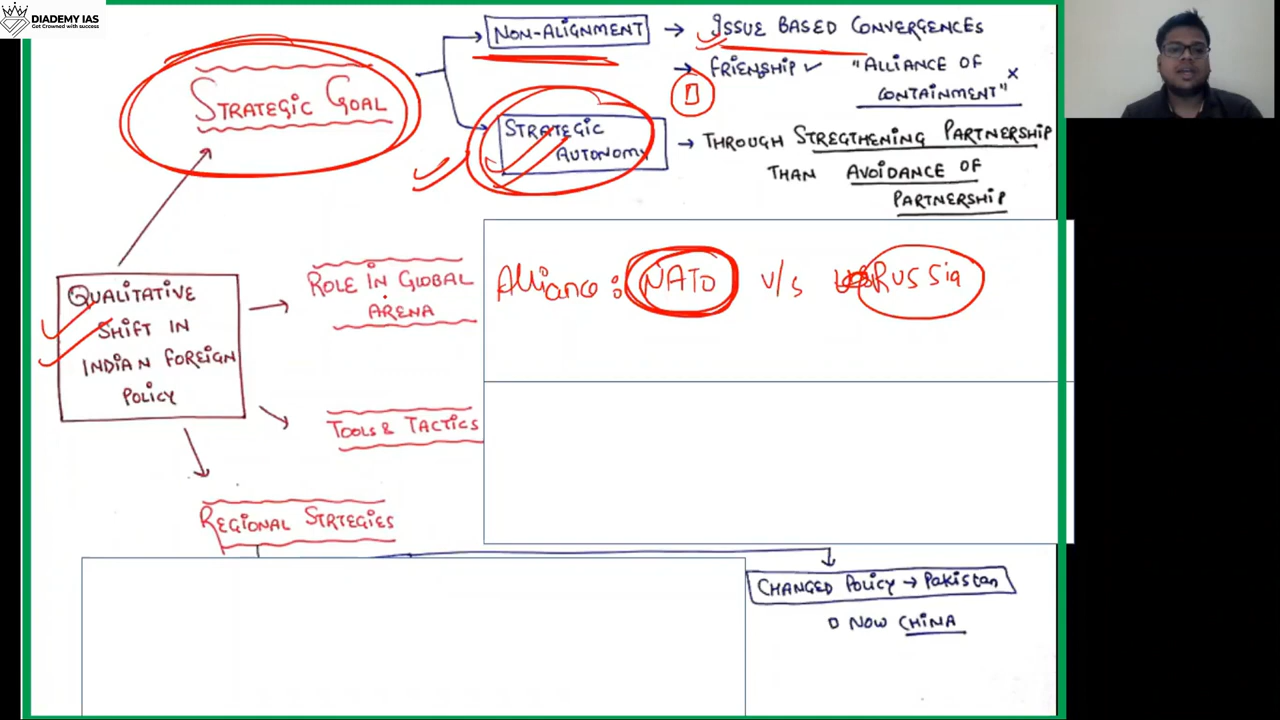 DIADEMY IAS
Get Crowned with success
STRATEGIC GOAL
NON-ALIGNMENT → ISSUE BASED CONVERGENCES
→ FRIENSHIP ✓ "ALLIANCE OF
CONTAINMENT" x
STRATEGIC
AUTONOMY
→ THROUGH STREGTHENING PARTNERSHIP
THAN AVOIDANCE OF
PARTNERSHIP
QUALITATIVE
SHIFT IN
INDIAN FOREIGN
POLICY
ROLE IN GLOBAL
ARENA
Alliance : NATO v/s Russia
TOOLS & TACTICS
REGIONAL STRTEGIES
CHANGED POLICY → Pakistan
NOW CHINA